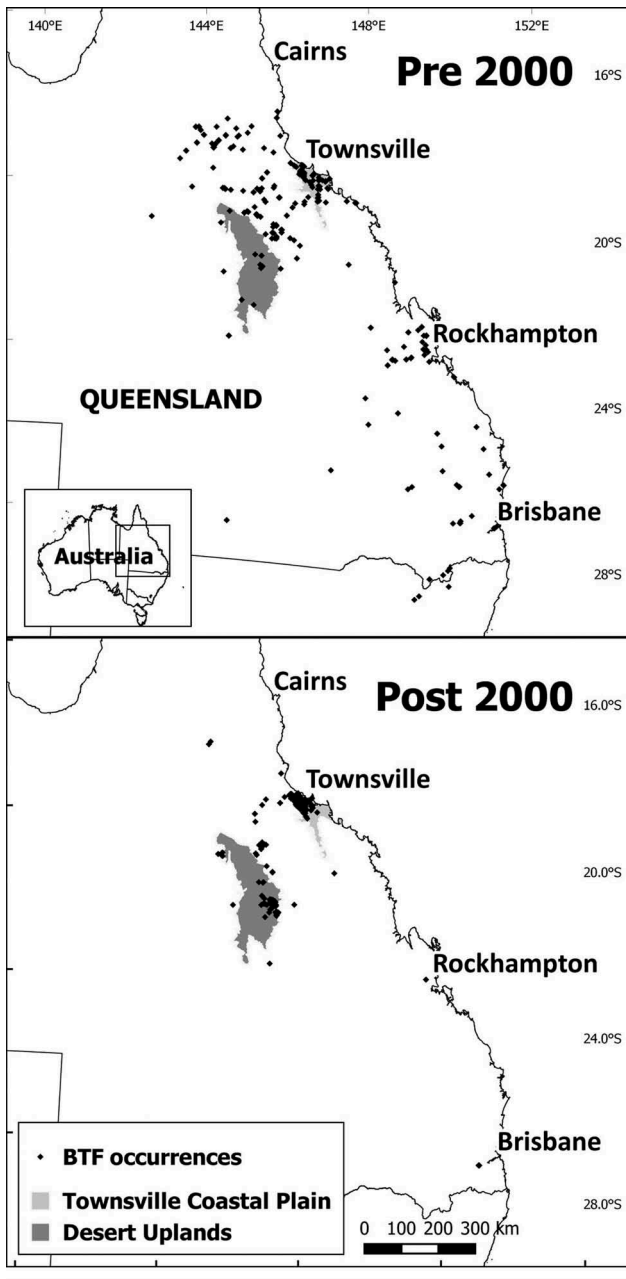 140°E 144°E 148°E 152°E
Cairns
Pre 2000
16°S
Townsville
20°S
Rockhampton
QUEENSLAND
24°S
Brisbane
Australia
28°S
Cairns
Post 2000
16.0°S
Townsville
20.0°S
Rockhampton
24.0°S
BTF occurrences
Brisbane
Townsville Coastal Plain
28.0°S
Desert Uplands
0 100 200 300 km